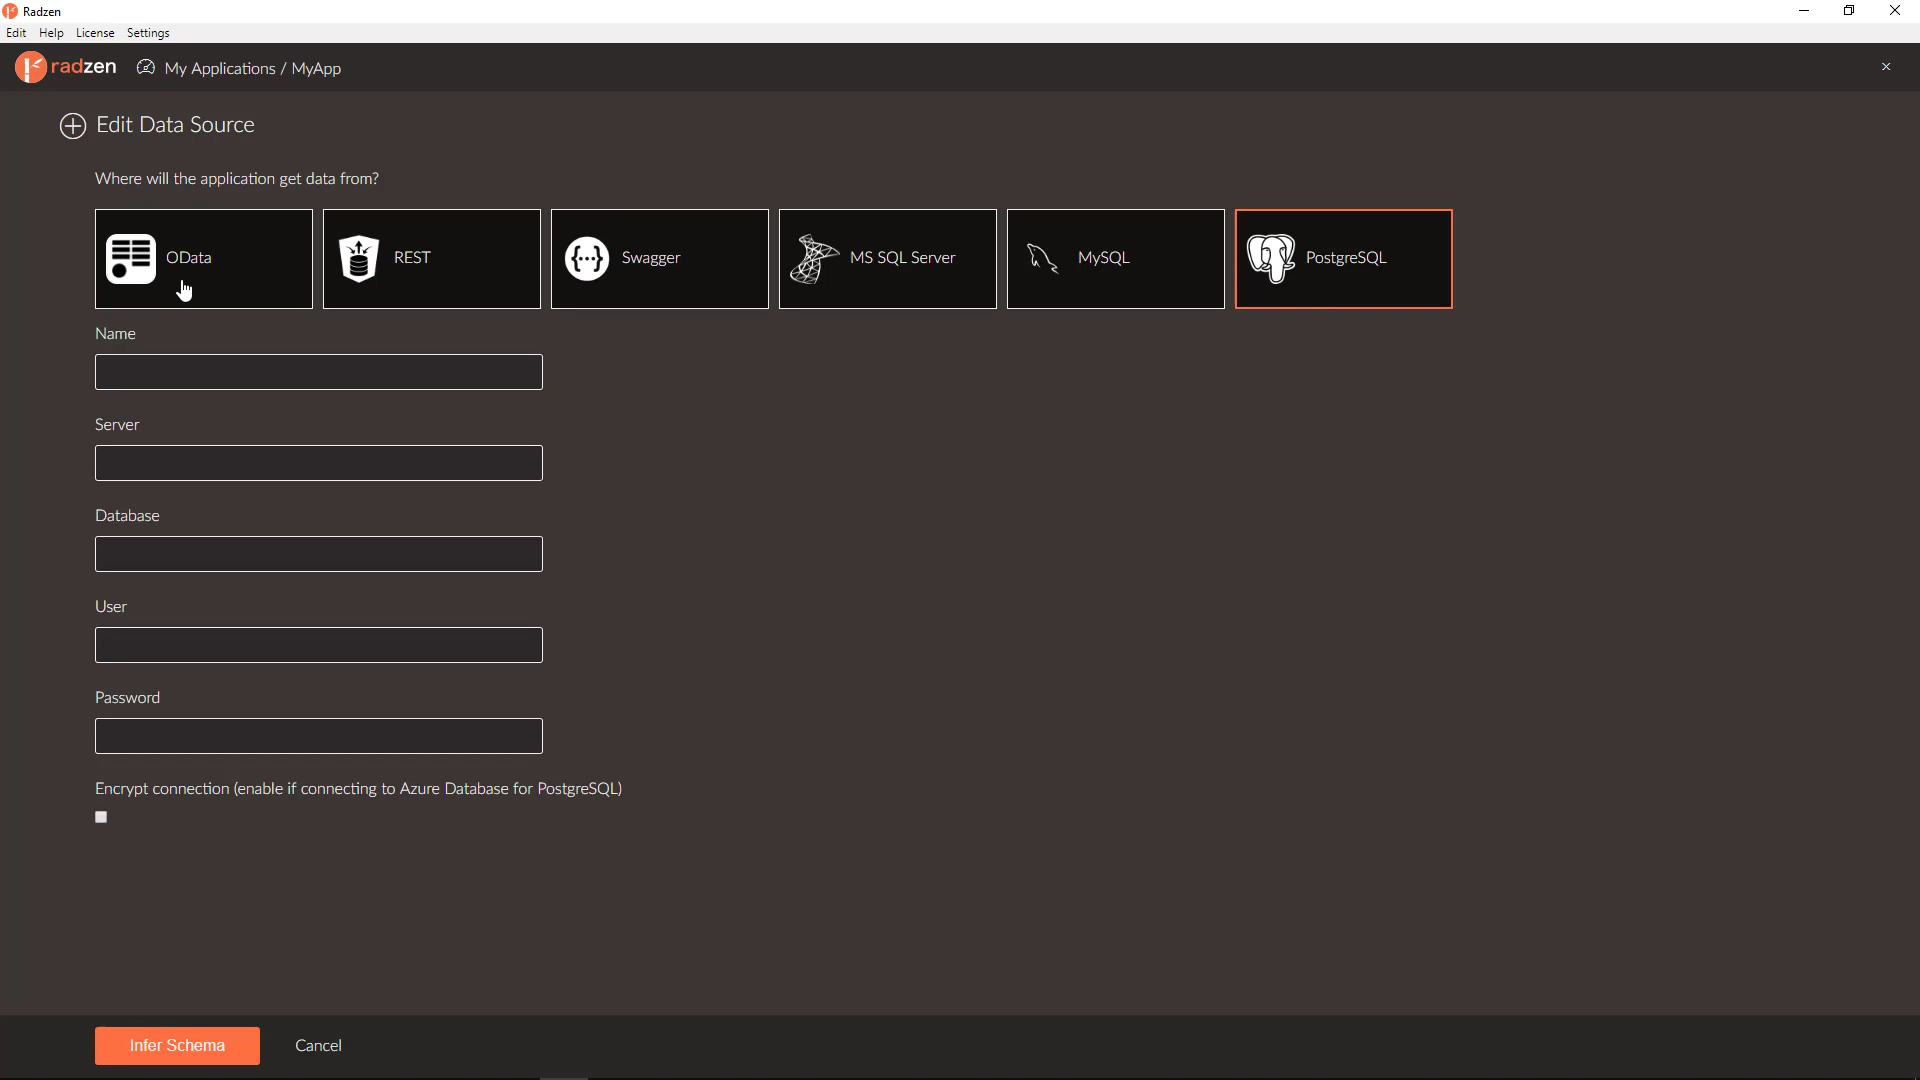 Radzen
Edit Help License Settings
radzen My Applications / MyApp
Edit Data Source
Where will the application get data from?
OData REST Swagger MS SQL Server MySQL PostgreSQL
Name
Server
Database
User
Password
Encrypt connection (enable if connecting to Azure Database for PostgreSQL)
Infer Schema Cancel